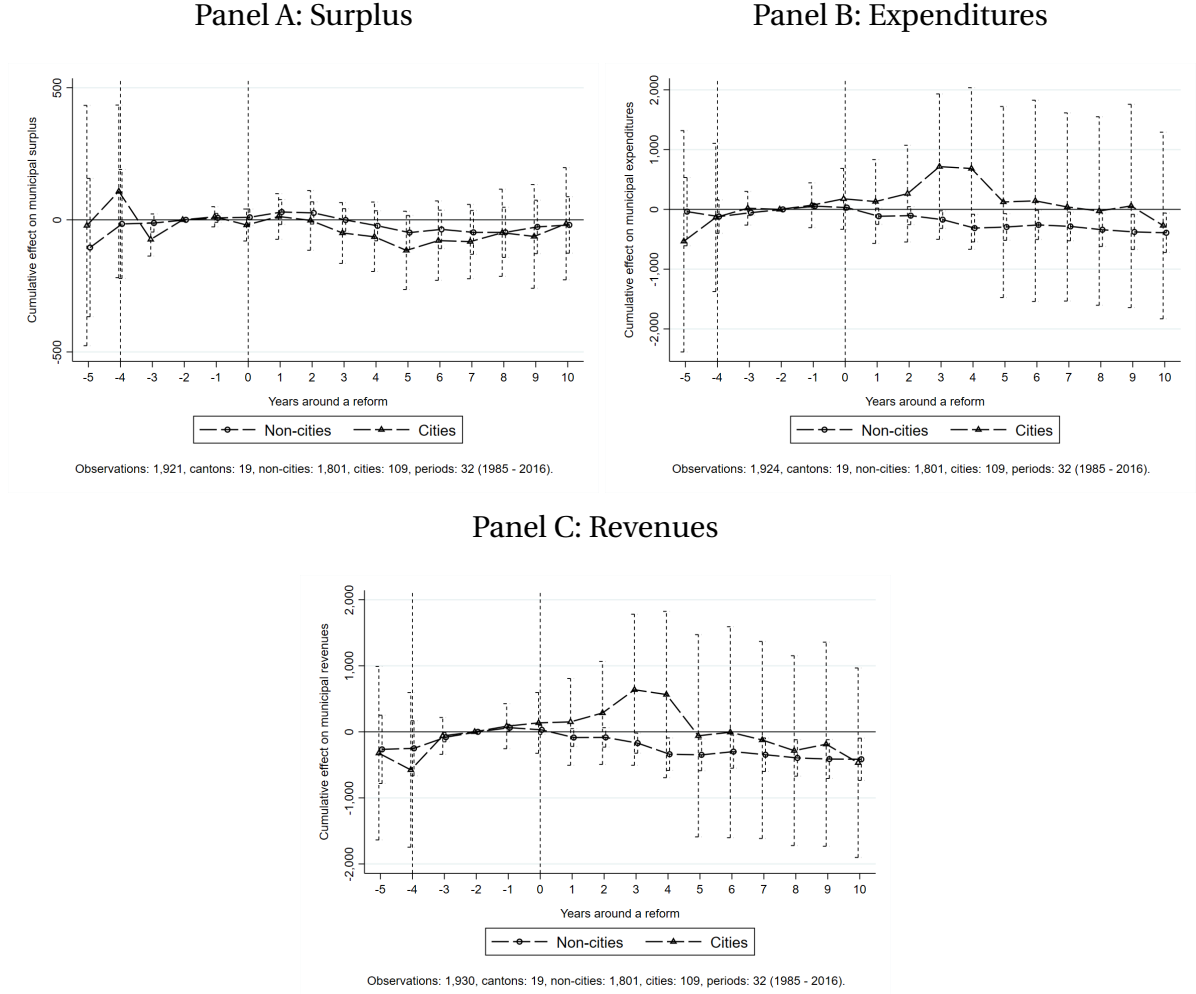 Panel A: Surplus
Cumulative effect on municipal surplus
500
0
-500
-5 -4 -3 -2 -1 0 1 2 3 4 5 6 7 8 9 10
Years around a reform
Non-cities Cities
Observations: 1,921, cantons: 19, non-cities: 1,801, cities: 109, periods: 32 (1985 - 2016).
Panel B: Expenditures
Cumulative effect on municipal expenditures
2,000
1,000
0
-1,000
-2,000
-5 -4 -3 -2 -1 0 1 2 3 4 5 6 7 8 9 10
Years around a reform
Non-cities Cities
Observations: 1,924, cantons: 19, non-cities: 1,801, cities: 109, periods: 32 (1985 - 2016).
Panel C: Revenues
Cumulative effect on municipal revenues
2,000
1,000
0
-1,000
-2,000
-5 -4 -3 -2 -1 0 1 2 3 4 5 6 7 8 9 10
Years around a reform
Non-cities Cities
Observations: 1,930, cantons: 19, non-cities: 1,801, cities: 109, periods: 32 (1985 - 2016).